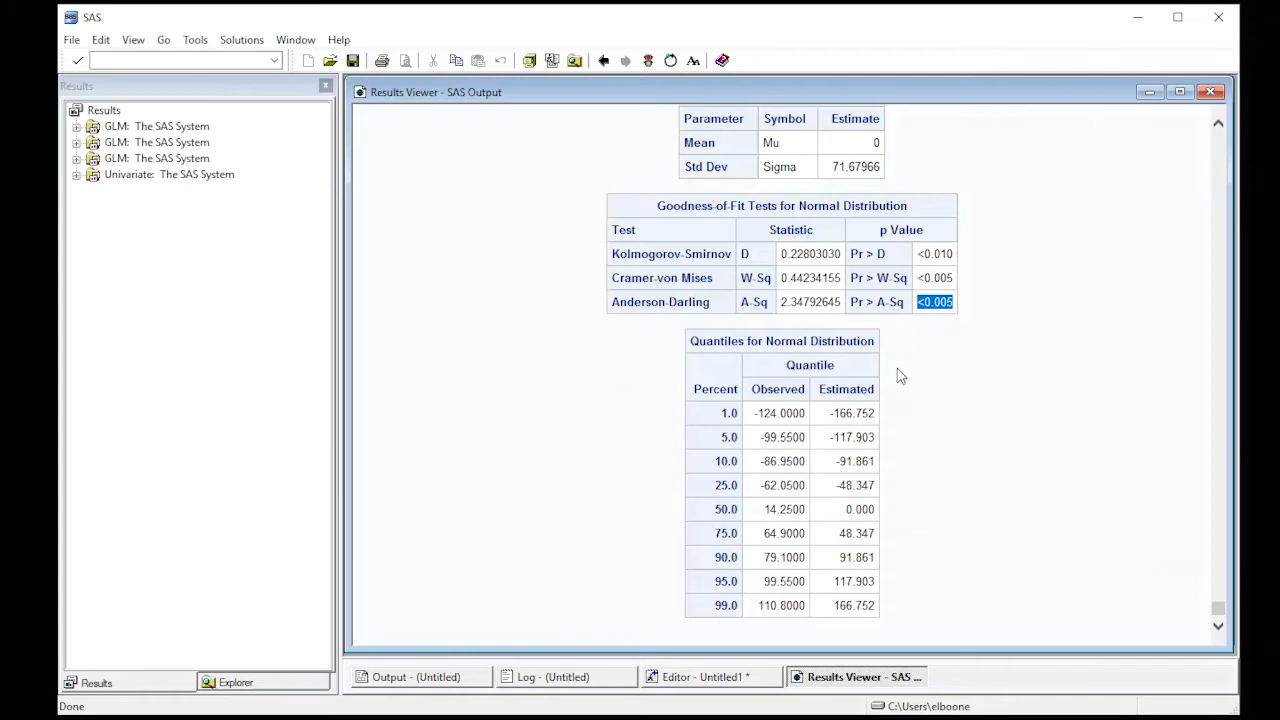 SAS
File Edit View Go Tools Solutions Window Help
Results
Results
GLM: The SAS System
GLM: The SAS System
GLM: The SAS System
Univariate: The SAS System
Results Viewer - SAS Output
Parameter Symbol Estimate
Mean Mu 0
Std Dev Sigma 71.67966
Goodness-of-Fit Tests for Normal Distribution
Test Statistic p Value
Kolmogorov-Smirnov D 0.22803030 Pr > D <0.010
Cramer-von Mises W-Sq 0.44234155 Pr > W-Sq <0.005
Anderson-Darling A-Sq 2.34792645 Pr > A-Sq <0.005
Quantiles for Normal Distribution
Quantile
Percent Observed Estimated
1.0 -124.0000 -166.752
5.0 -99.5500 -117.903
10.0 -86.9500 -91.861
25.0 -62.0500 -48.347
50.0 14.2500 0.000
75.0 64.9000 48.347
90.0 79.1000 91.861
95.0 99.5500 117.903
99.0 110.8000 166.752
Results Explorer
Output - (Untitled) Log - (Untitled) Editor - Untitled1 * Results Viewer - SAS ...
Done C:\Users\elboone